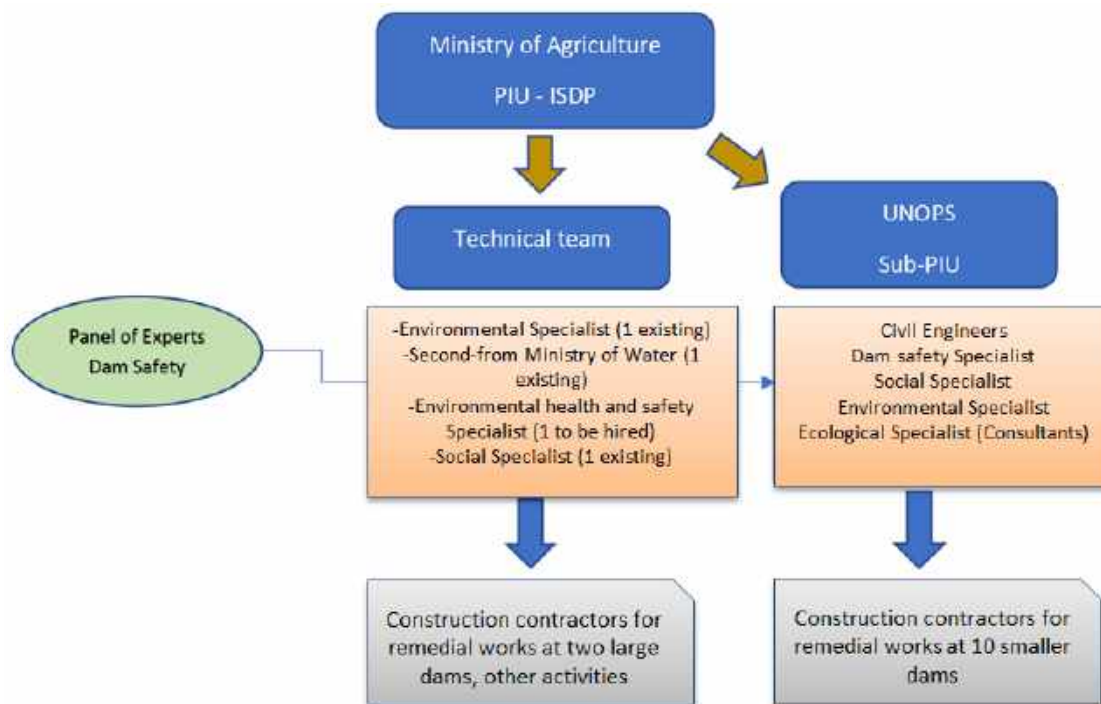 Ministry of Agriculture
PIU - ISDP
Technical team
UNOPS
Sub-PIU
Panel of Experts
Dam Safety
-Environmental Specialist (1 existing)
-Second-from Ministry of Water (1
existing)
-Environmental health and safety
Specialist (1 to be hired)
-Social Specialist (1 existing)
Civil Engineers
Dam safety Specialist
Social Specialist
Environmental Specialist
Ecological Specialist (Consultants)
Construction contractors for
remedial works at two large
dams, other activities
Construction contractors for
remedial works at 10 smaller
dams